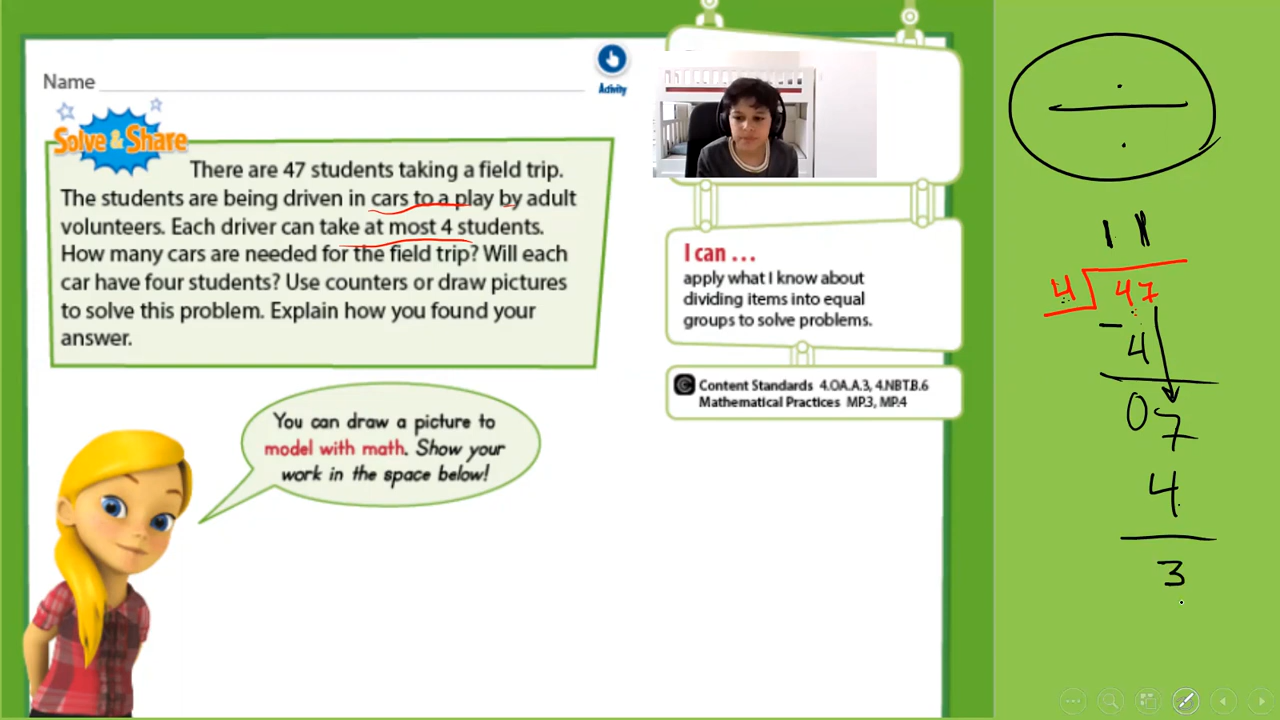 Name
Activity
Solve & Share
There are 47 students taking a field trip.
The students are being driven in cars to a play by adult
volunteers. Each driver can take at most 4 students.
How many cars are needed for the field trip? Will each
car have four students? Use counters or draw pictures
to solve this problem. Explain how you found your
answer.
You can draw a picture to
model with math. Show your
work in the space below!
I can ...
apply what I know about
dividing items into equal
groups to solve problems.
C Content Standards 4.OA.A.3, 4.NBT.B.6
Mathematical Practices MP.3, MP.4
÷
11
4 47
- 4
07
4
3